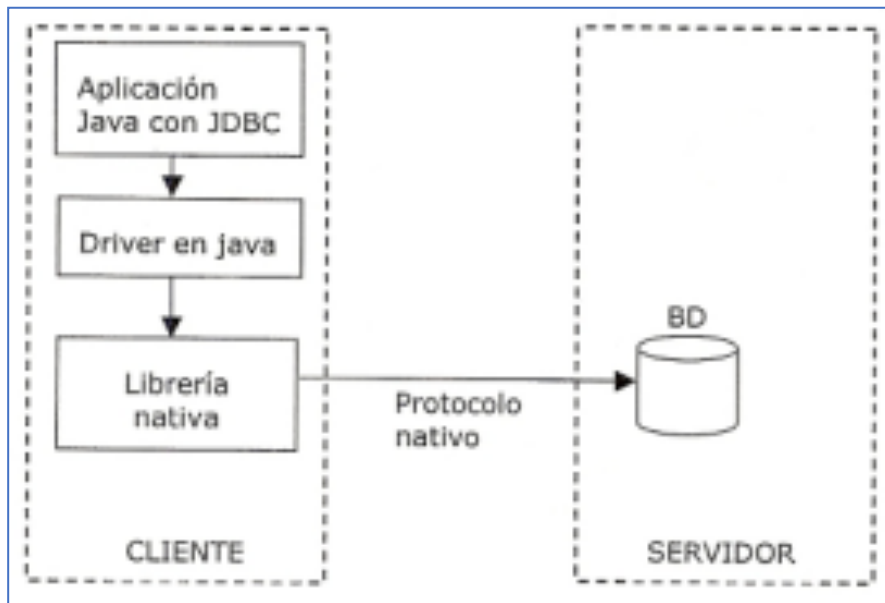 Aplicación
Java con JDBC
Driver en java
Librería
nativa
Protocolo
nativo
BD
CLIENTE
SERVIDOR